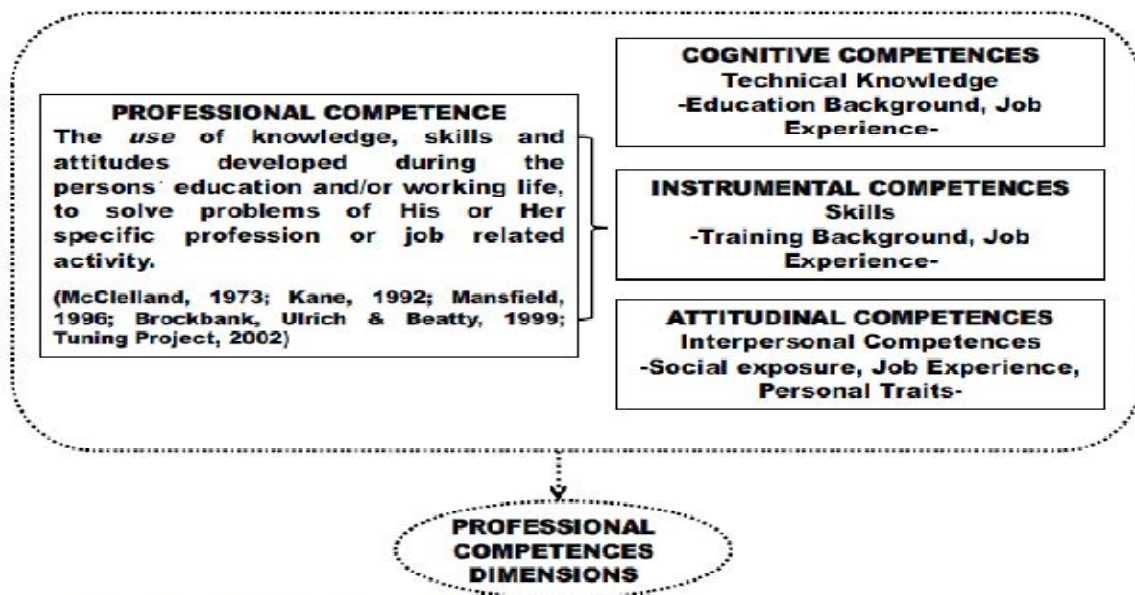 PROFESSIONAL COMPETENCE
The use of knowledge, skills and
attitudes developed during the
persons' education and/or working life,
to solve problems of His or Her
specific profession or job related
activity.
(McClelland, 1973; Kane, 1992; Mansfield,
1996; Brockbank, Ulrich & Beatty, 1999;
Tuning Project, 2002)
COGNITIVE COMPETENCES
Technical Knowledge
-Education Background, Job
Experience-
INSTRUMENTAL COMPETENCES
Skills
-Training Background, Job
Experience-
ATTITUDINAL COMPETENCES
Interpersonal Competences
-Social exposure, Job Experience,
Personal Traits-
PROFESSIONAL
COMPETENCES
DIMENSIONS